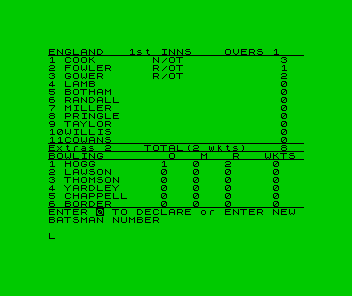 ENGLAND 1st INNS OVERS 1
1 COOK N/OT 3
2 FOWLER R/OT 1
3 GOWER R/OT 2
4 LAMB 0
5 BOTHAM 0
6 RANDALL 0
7 MILLER 0
8 PRINGLE 0
9 TAYLOR 0
10WILLIS 0
11COWANS 0
Extras 2 TOTAL(2 wkts) 8
BOWLING O M R WKTS
1 HOGG 1 0 2 0
2 LAWSON 0 0 0 0
3 THOMSON 0 0 0 0
4 YARDLEY 0 0 0 0
5 CHAPPELL 0 0 0 0
6 BORDER 0 0 0 0
ENTER 0 TO DECLARE or ENTER NEW
BATSMAN NUMBER
L